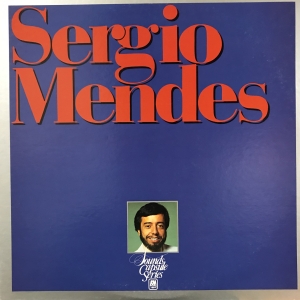 Sergio
Mendes
Sounds
Capsule
Series
A&M